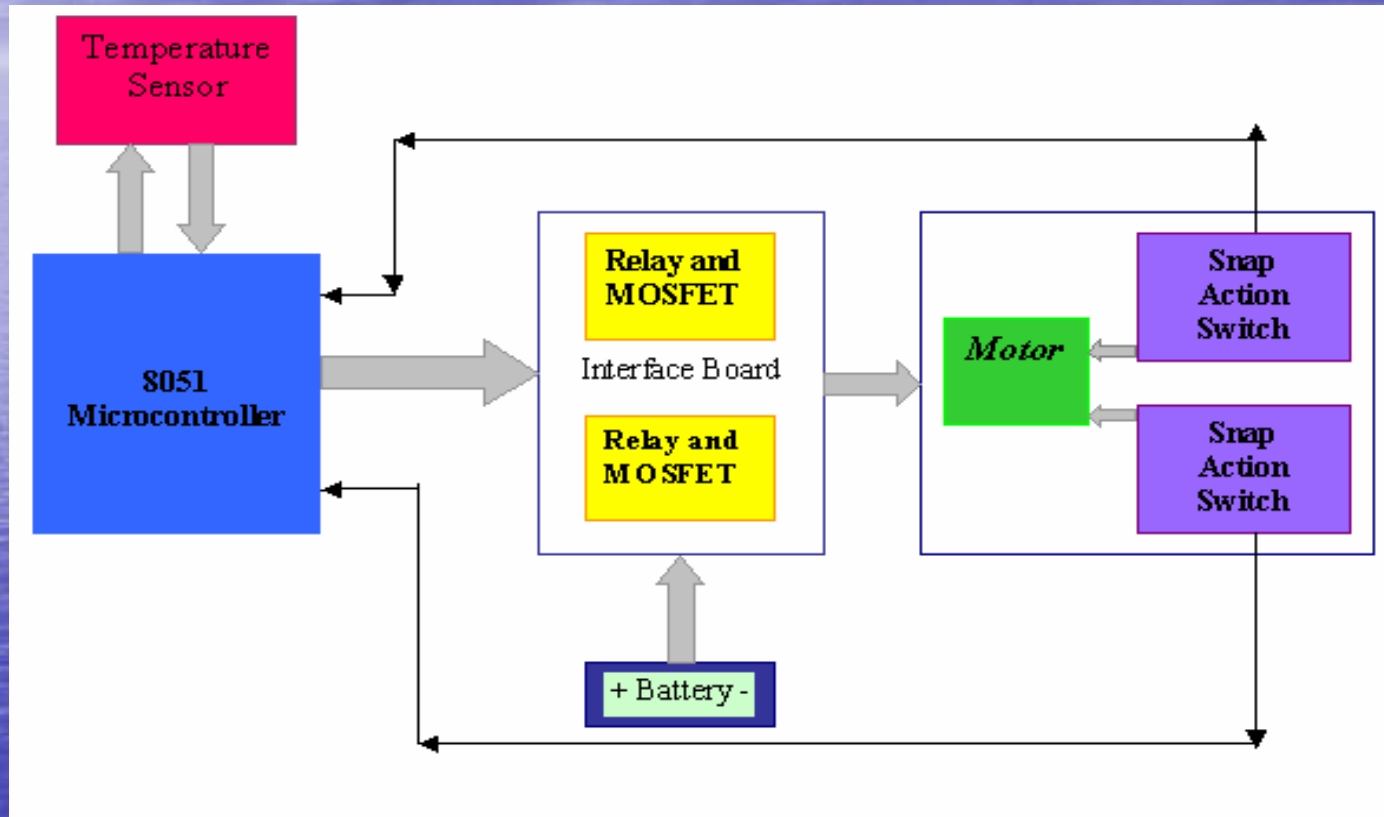 Temperature
Sensor
8051
Microcontroller
Relay and
MOSFET
Interface Board
Relay and
MOSFET
+ Battery -
Motor
Snap
Action
Switch
Snap
Action
Switch